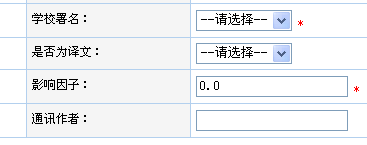 学校署名： --请选择-- *
是否为译文： --请选择--
影响因子： 0.0 *
通讯作者：